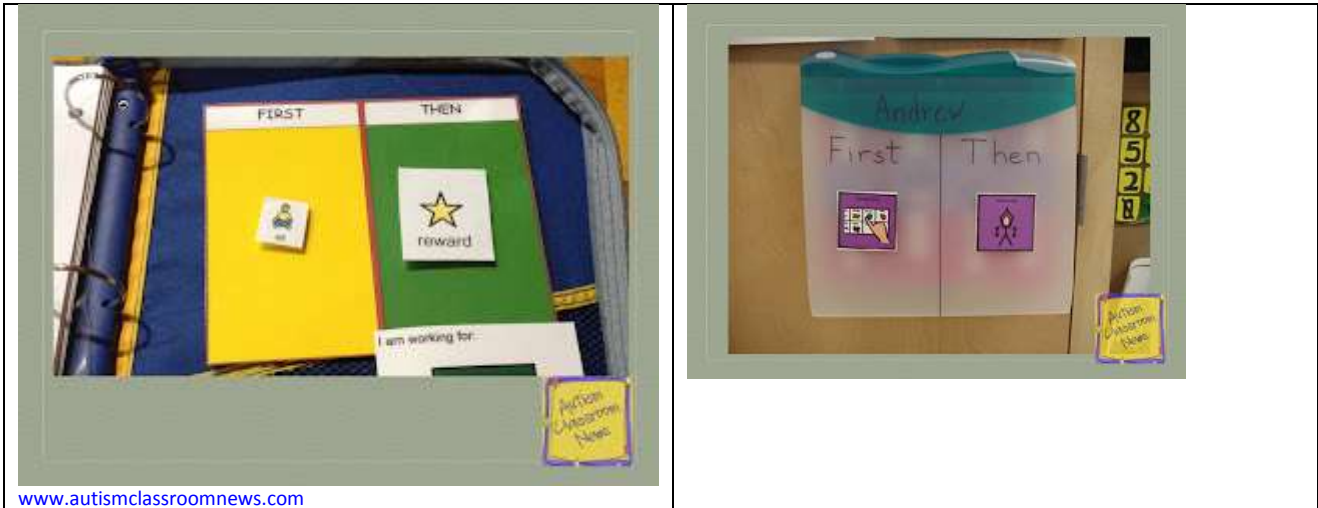 FIRST
THEN
reward
I am working for:
Autism
Classroom
News
www.autismclassroomnews.com
Andrew
First
Then
8
5
2
Autism
Classroom
News